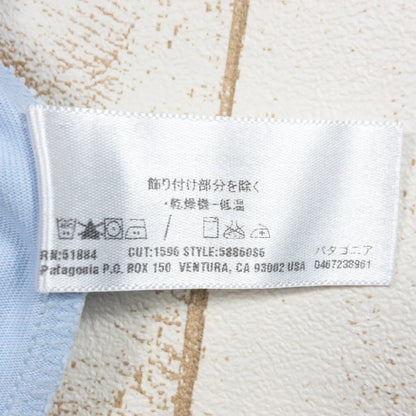 飾り付け部分を除く
・乾燥機-低温
RN:51884 CUT:1596 STYLE:58860S6 パタゴニア
Patagonia P.O. BOX 150 VENTURA, CA 93002 USA 0467238961